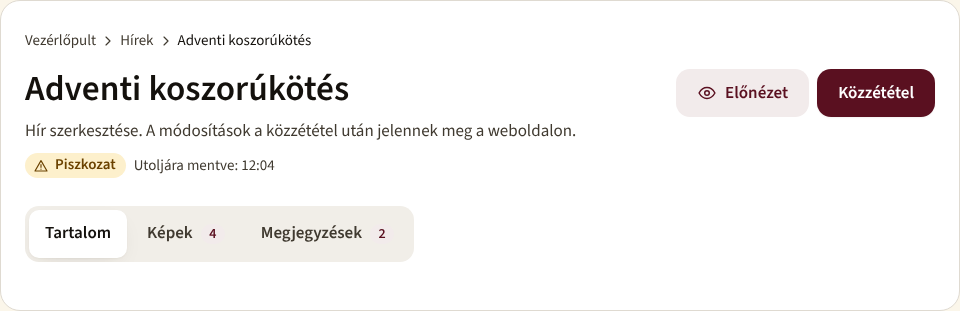 Vezérlőpult > Hírek > Adventi koszorúkötés
Adventi koszorúkötés
Előnézet
Közzététel
Hír szerkesztése. A módosítások a közzététel után jelennek meg a weboldalon.
Piszkozat Utoljára mentve: 12:04
Tartalom Képek 4 Megjegyzések 2